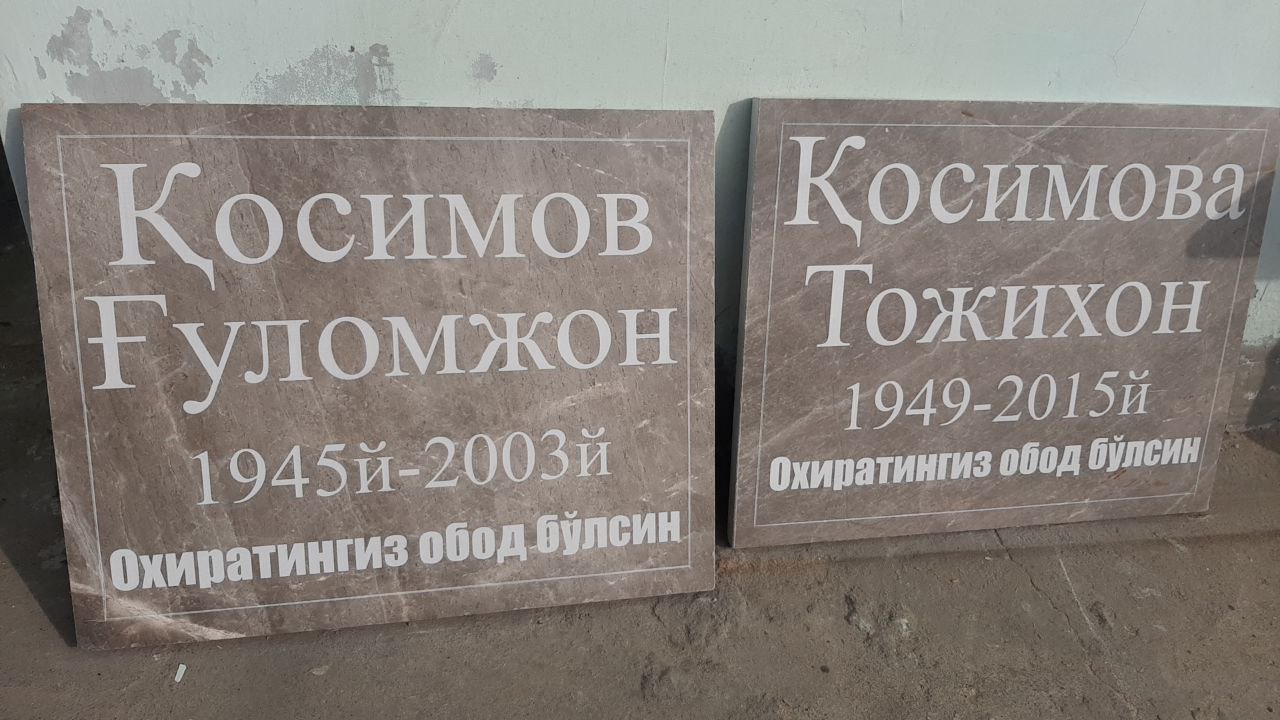 Қосимов
Ғуломжон
1945й-2003й
Охиратингиз обод бўлсин
Қосимова
Тожихон
1949-2015й
Охиратингиз обод бўлсин